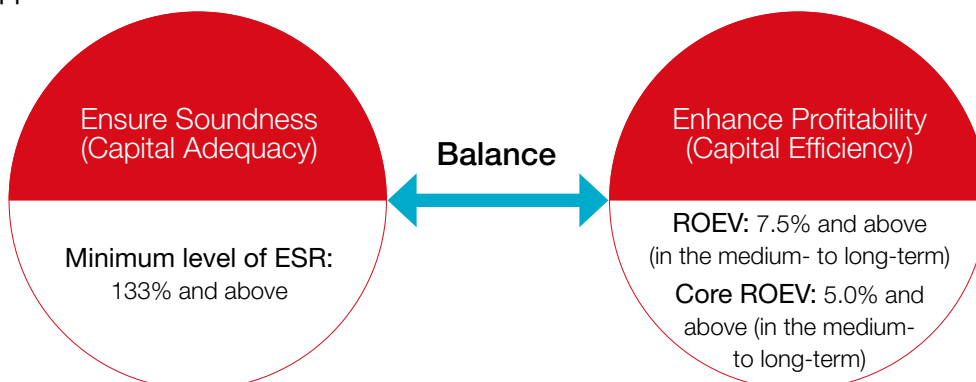 Ensure Soundness
(Capital Adequacy)
Minimum level of ESR:
133% and above
Balance
Enhance Profitability
(Capital Efficiency)
ROEV: 7.5% and above
(in the medium- to long-term)
Core ROEV: 5.0% and
above (in the medium-
to long-term)